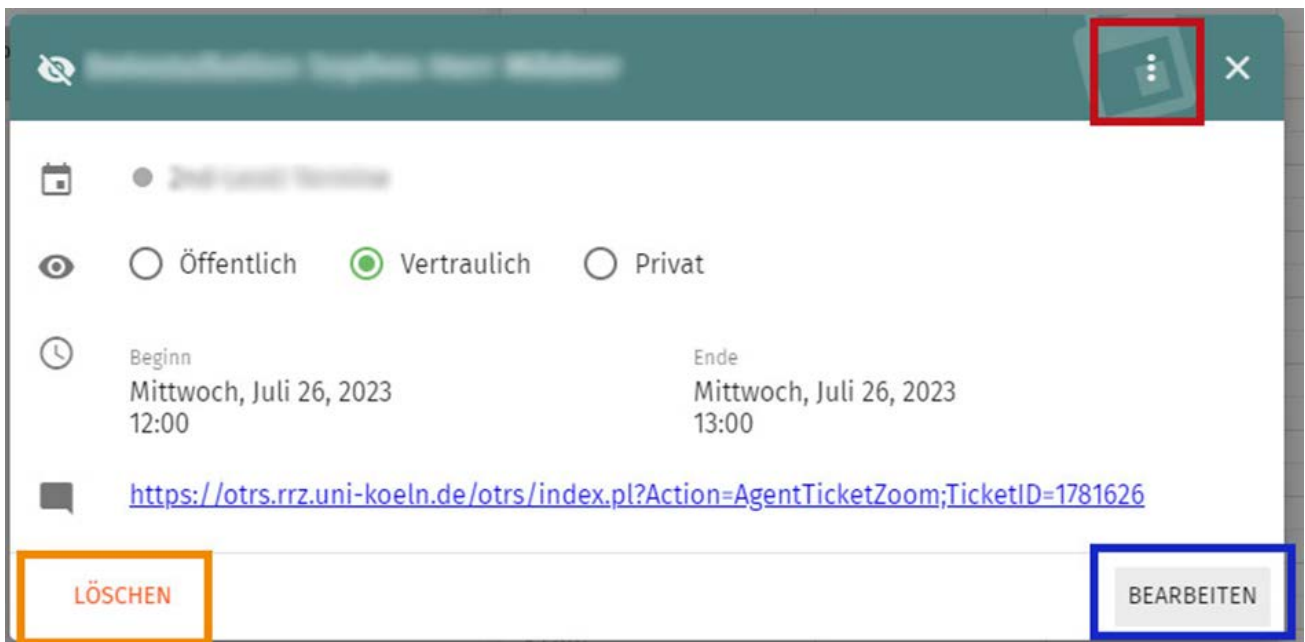 Öffentlich Vertraulich Privat
Beginn Ende
Mittwoch, Juli 26, 2023 Mittwoch, Juli 26, 2023
12:00 13:00
https://otrs.rrz.uni-koeln.de/otrs/index.pl?Action=AgentTicketZoom;TicketID=1781626
LÖSCHEN BEARBEITEN